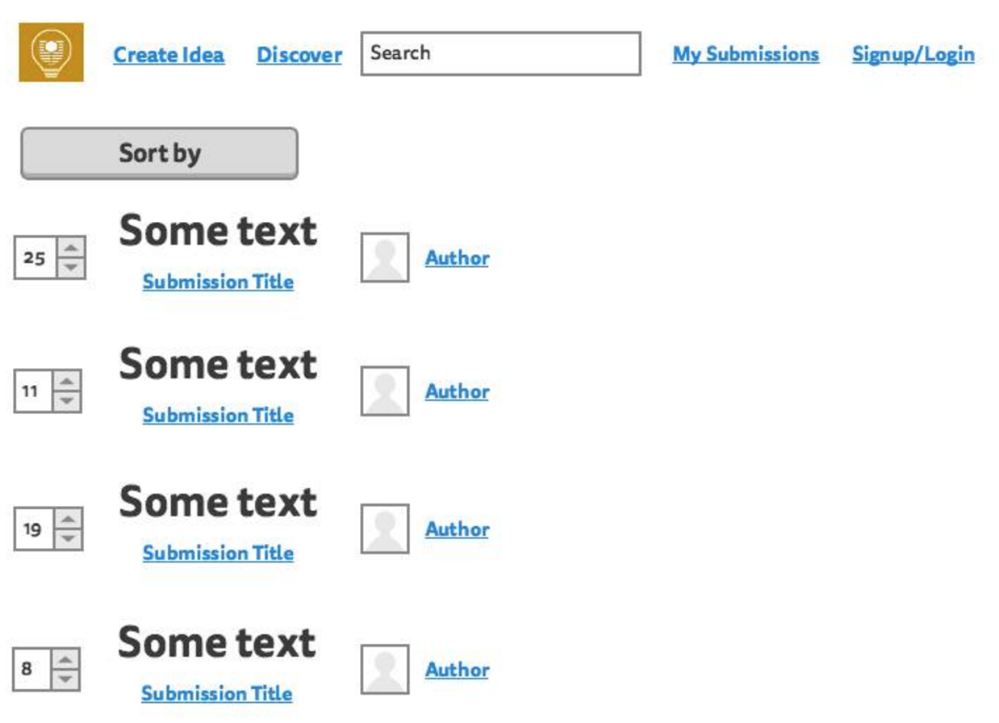 Create Idea Discover Search My Submissions Signup/Login
Sort by
Some text
25 Author
Submission Title
Some text
11 Author
Submission Title
Some text
19 Author
Submission Title
Some text
8 Author
Submission Title